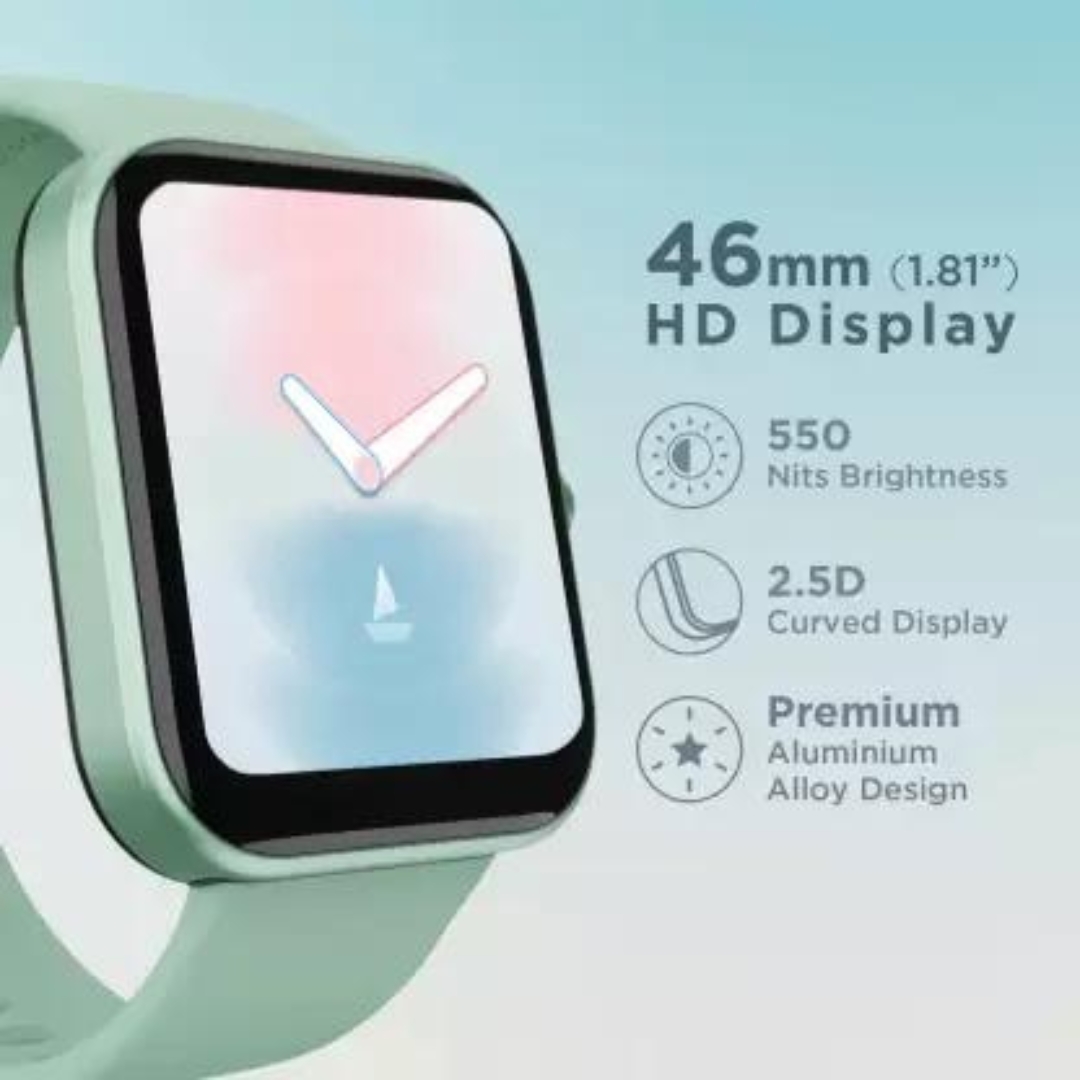 46mm (1.81”)
HD Display
550
Nits Brightness
2.5D
Curved Display
Premium
Aluminium
Alloy Design